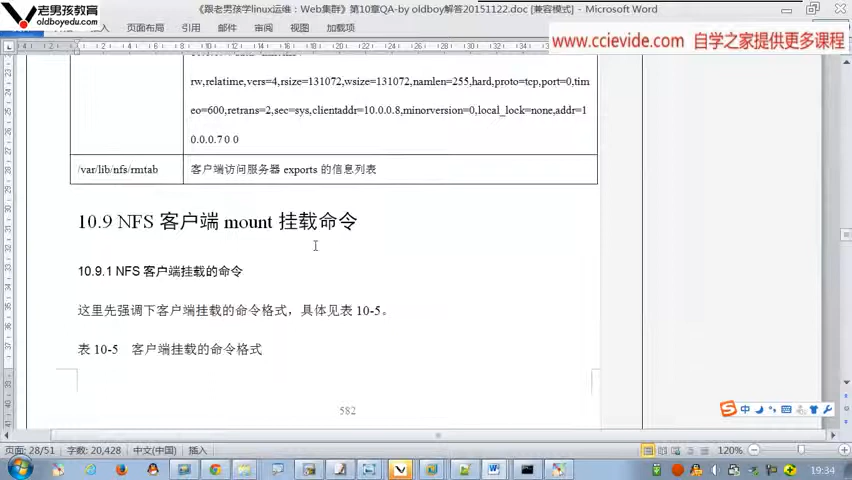 老男孩教育
oldboyedu.com
《跟老男孩学linux运维：Web集群》第10章QA-by oldboy解答20151122.doc [兼容模式] - Microsoft Word
插入 页面布局 引用 邮件 审阅 视图 加载项
www.ccievide.com 自学之家提供更多课程
rw,relatime,vers=4,rsize=131072,wsize=131072,namlen=255,hard,proto=tcp,port=0,tim
eo=600,retrans=2,sec=sys,clientaddr=10.0.0.8,minorversion=0,local_lock=none,addr=1
0.0.0.7 0 0
/var/lib/nfs/rmtab 客户端访问服务器 exports 的信息列表
10.9 NFS 客户端 mount 挂载命令
10.9.1 NFS 客户端挂载的命令
这里先强调下客户端挂载的命令格式，具体见表 10-5。
表 10-5 客户端挂载的命令格式
582
中
页面: 28/51 字数: 20,428 中文(中国) 插入 120%
19:34